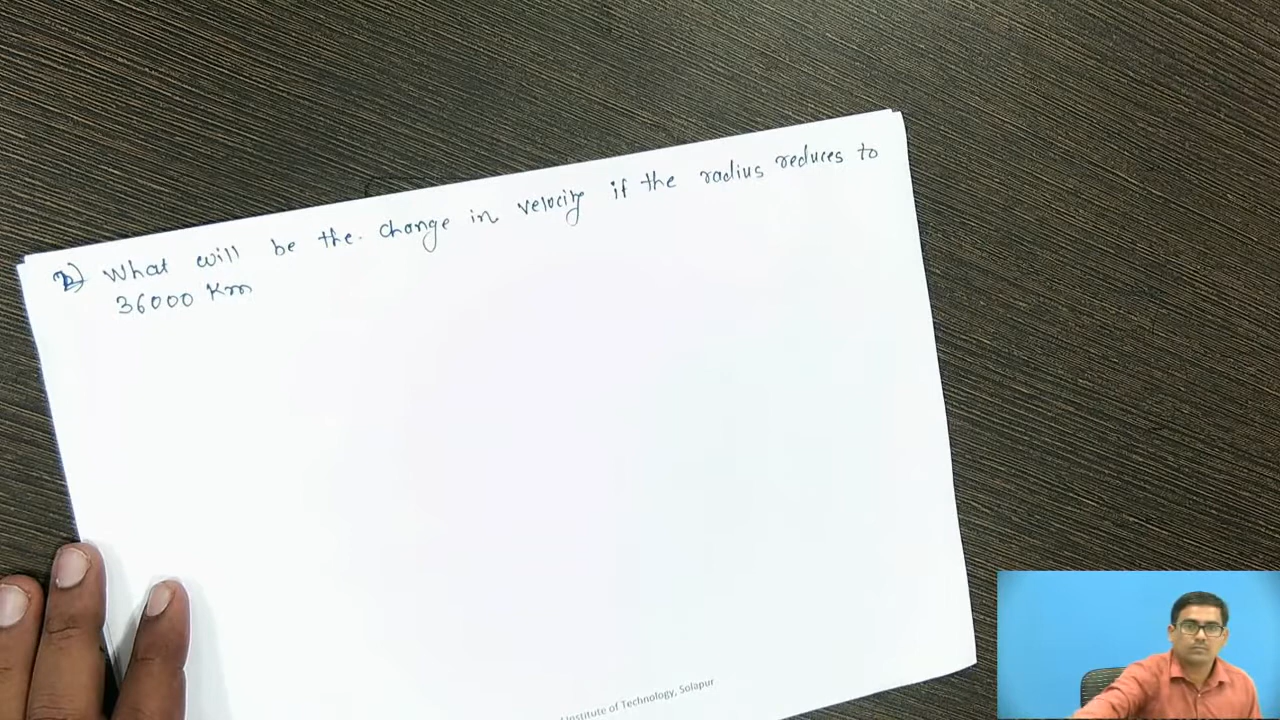 b) What will be the change in velocity if the radius reduces to
36000 Km
Institute of Technology, Solapur